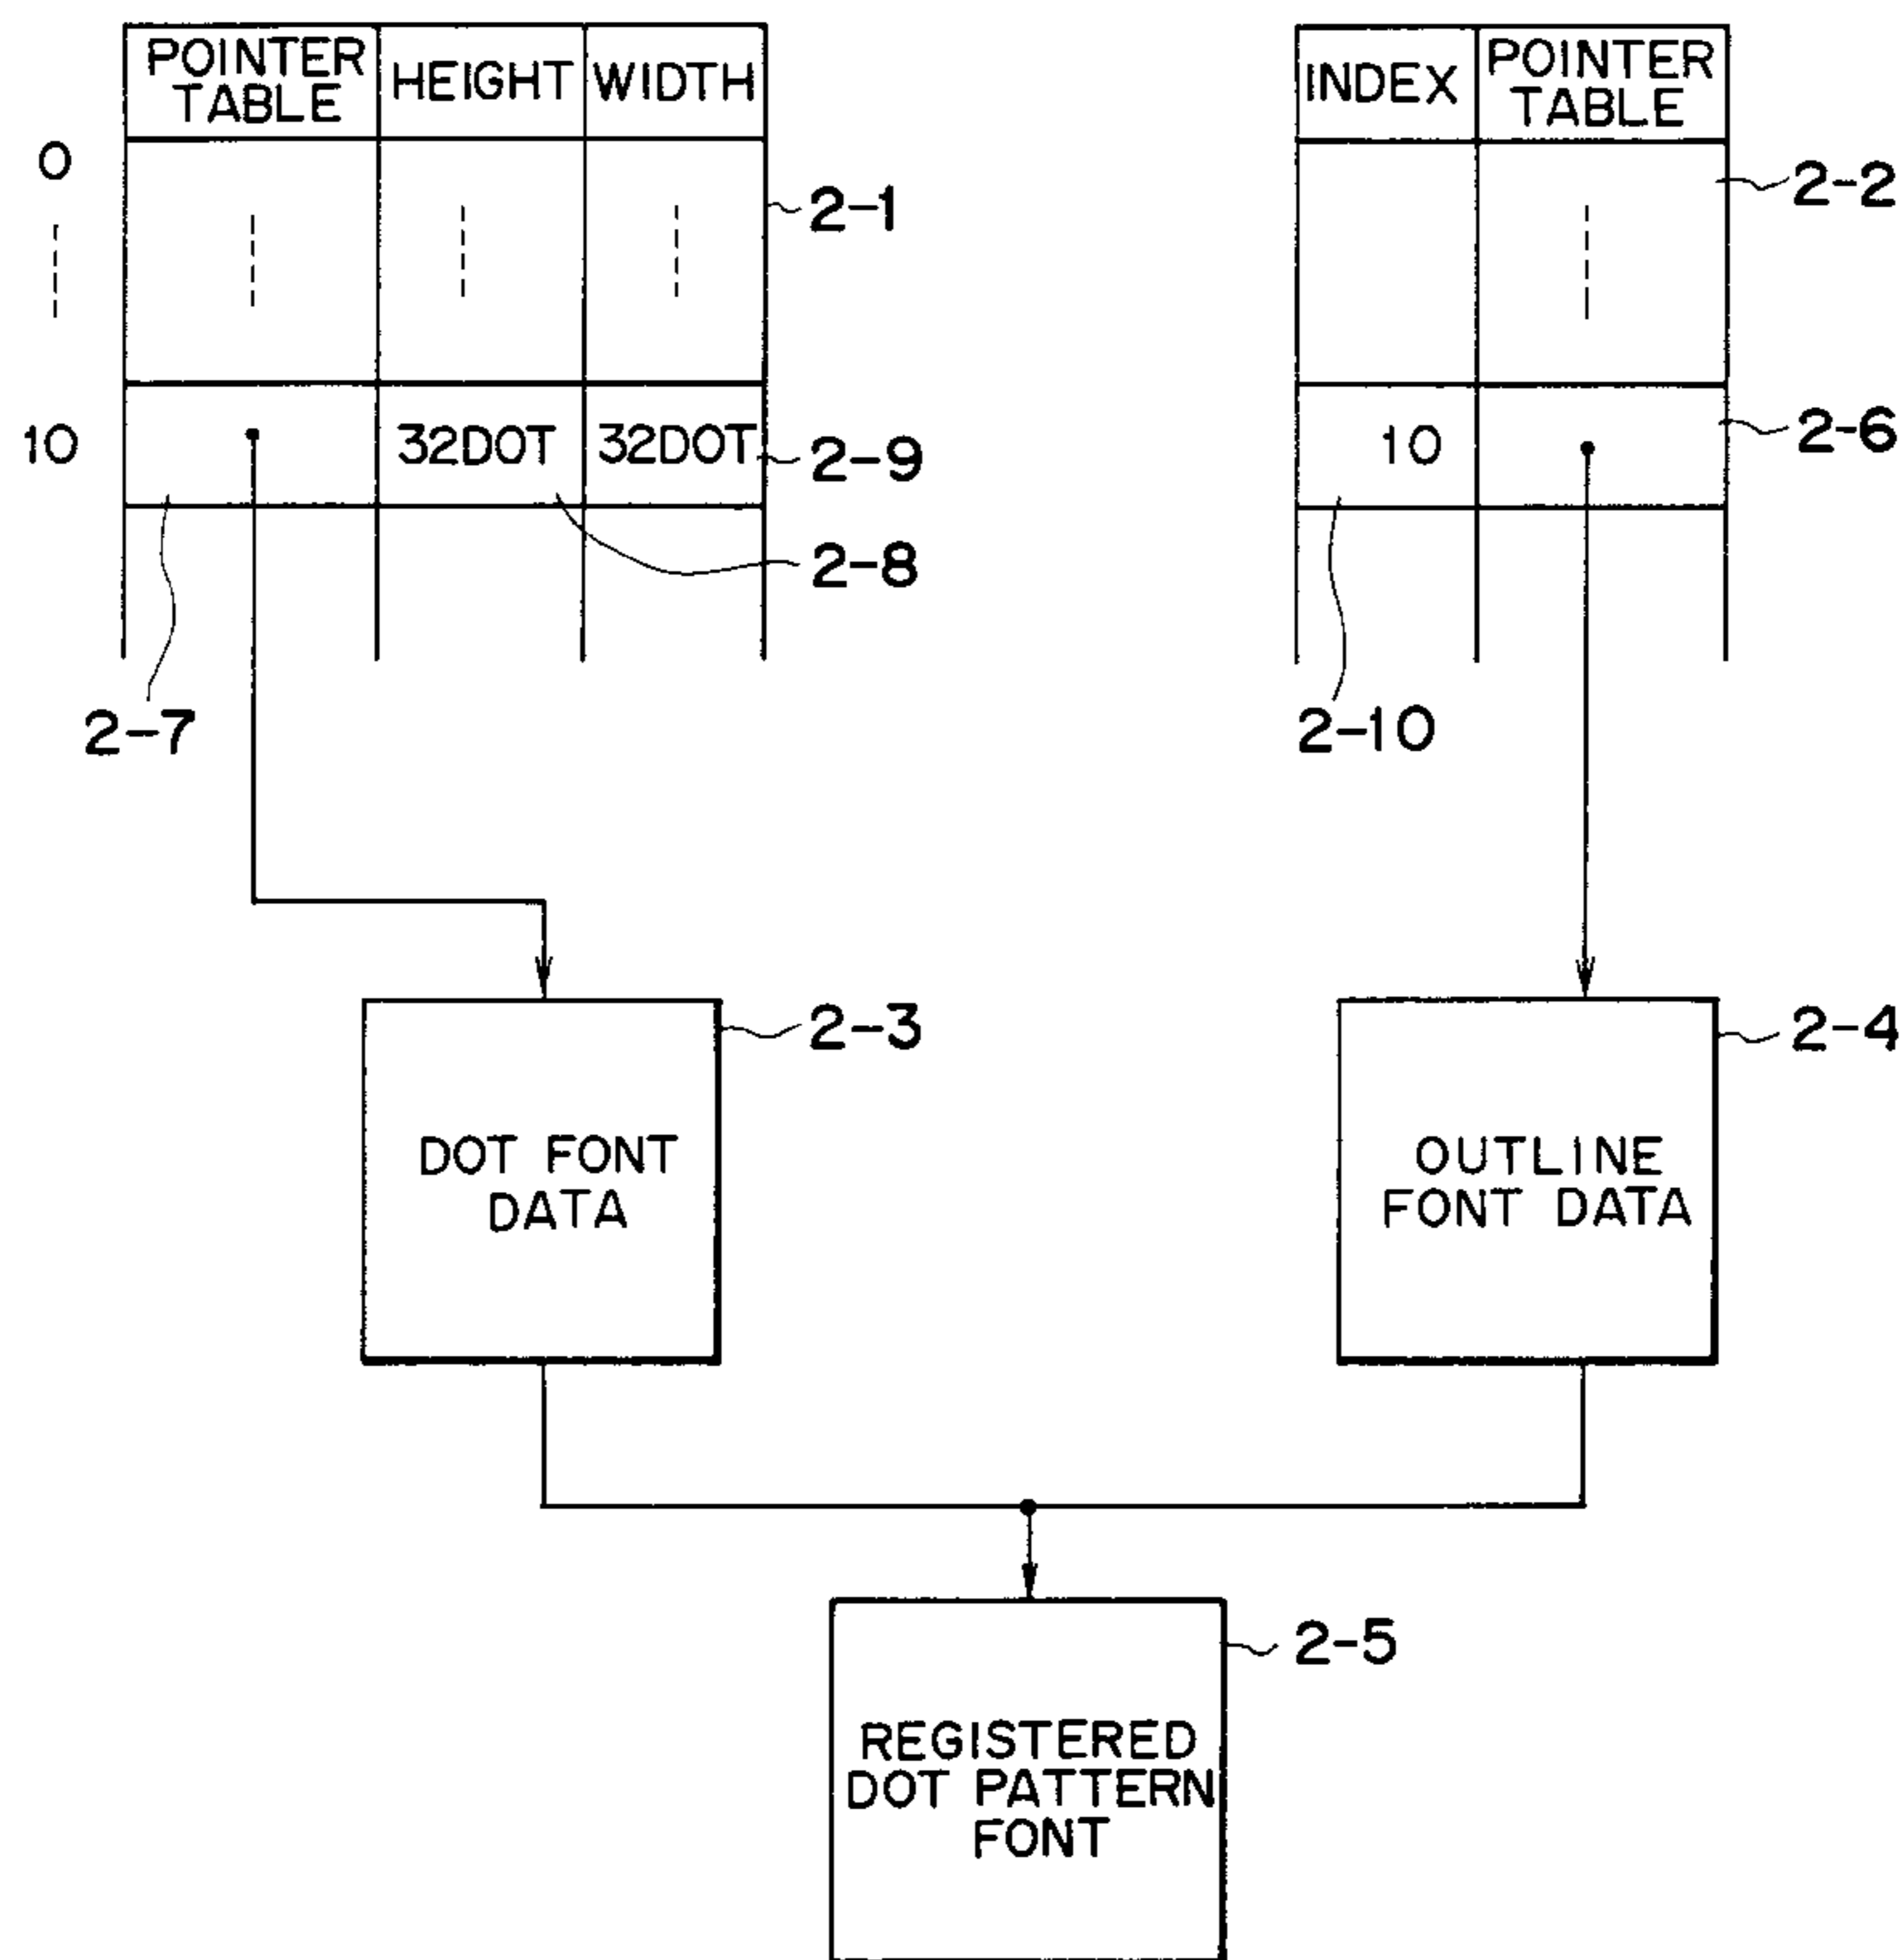 POINTER
TABLE
HEIGHT
WIDTH
INDEX
POINTER
TABLE
0
2-1
2-2
10
32DOT
32DOT
2-9
10
2-6
2-8
2-7
2-10
2-3
2-4
DOT FONT
DATA
OUTLINE
FONT DATA
2-5
REGISTERED
DOT PATTERN
FONT